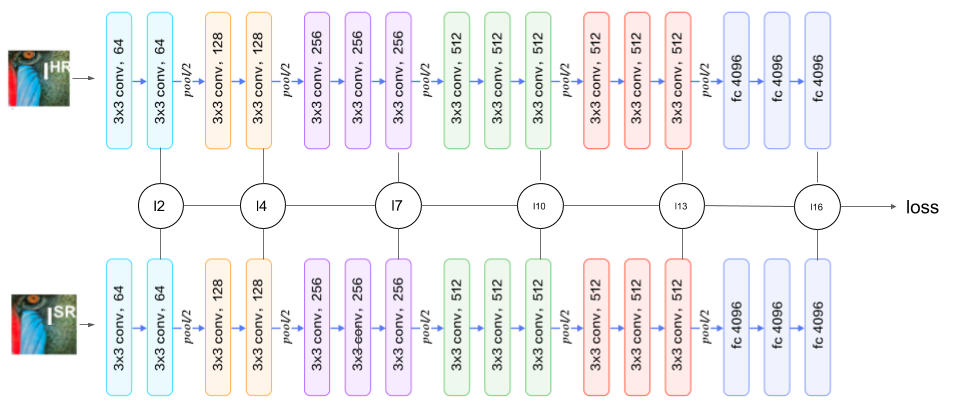 I^HR
3x3 conv, 64
3x3 conv, 64
pool/2
3x3 conv, 128
3x3 conv, 128
pool/2
3x3 conv, 256
3x3 conv, 256
3x3 conv, 256
pool/2
3x3 conv, 512
3x3 conv, 512
3x3 conv, 512
pool/2
3x3 conv, 512
3x3 conv, 512
3x3 conv, 512
pool/2
fc 4096
fc 4096
fc 4096
l2
l4
l7
l10
l13
l16
loss
I^SR
3x3 conv, 64
3x3 conv, 64
pool/2
3x3 conv, 128
3x3 conv, 128
pool/2
3x3 conv, 256
3x3 conv, 256
3x3 conv, 256
pool/2
3x3 conv, 512
3x3 conv, 512
3x3 conv, 512
pool/2
3x3 conv, 512
3x3 conv, 512
3x3 conv, 512
pool/2
fc 4096
fc 4096
fc 4096